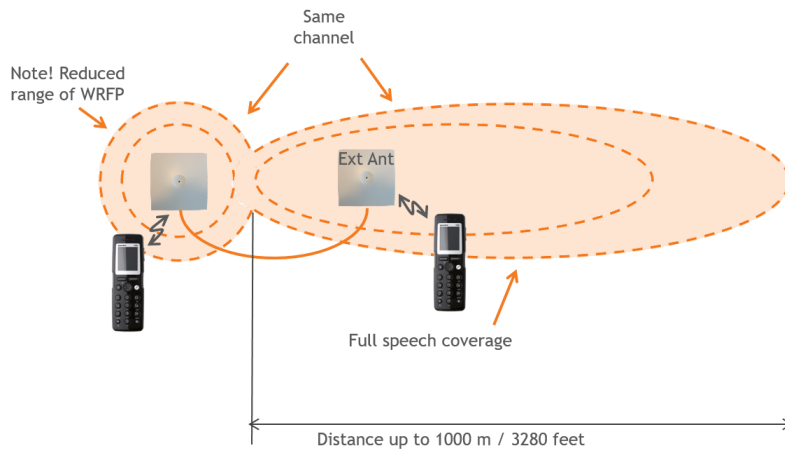 Same
channel
Note! Reduced
range of WRFP
Ext Ant
Full speech coverage
Distance up to 1000 m / 3280 feet